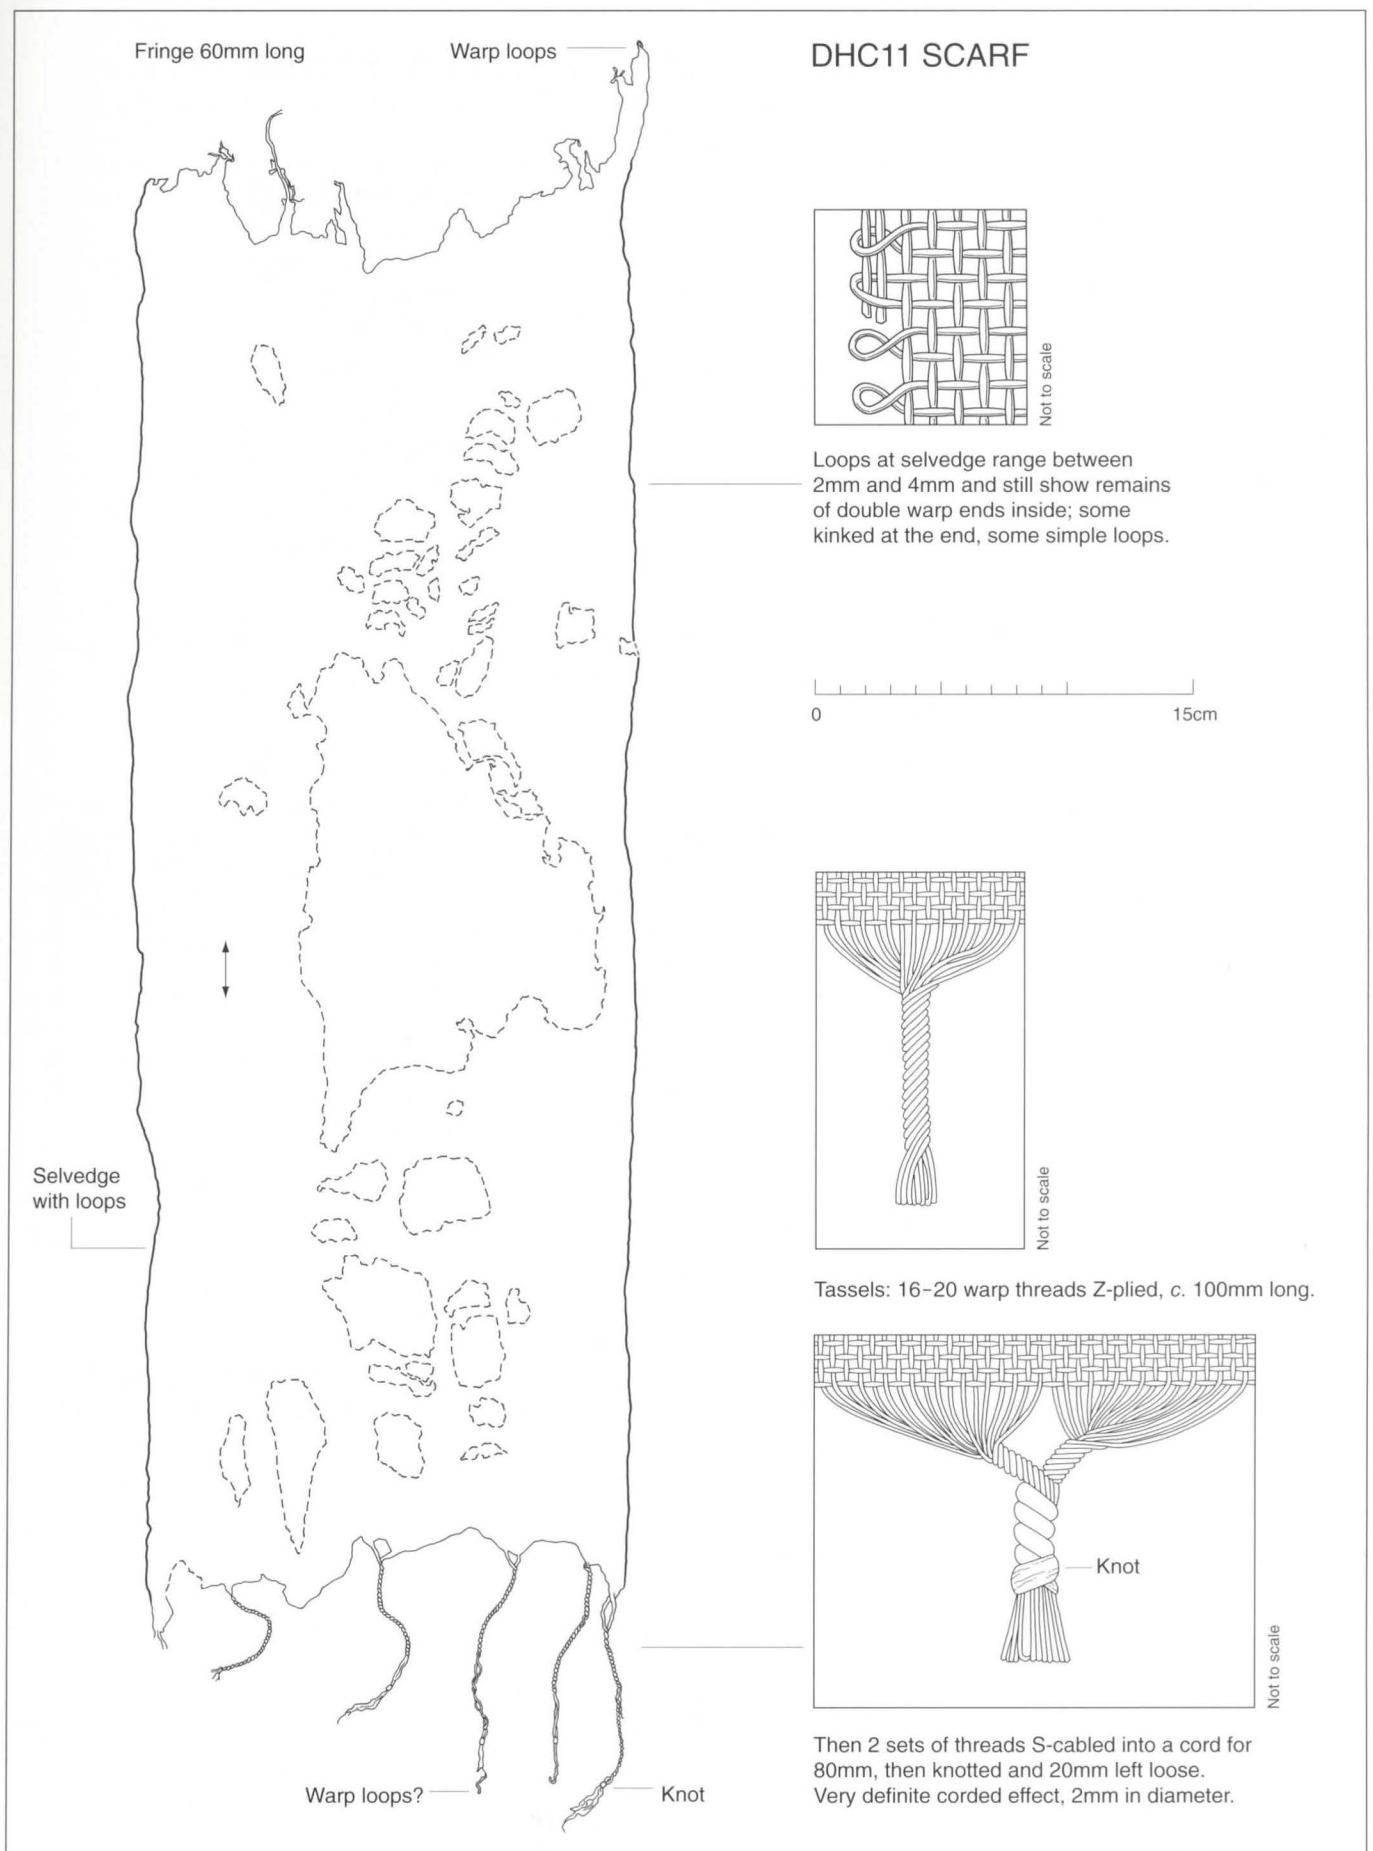 Fringe 60mm long
Warp loops
DHC11 SCARF
Not to scale
Loops at selvedge range between
2mm and 4mm and still show remains
of double warp ends inside; some
kinked at the end, some simple loops.
0
15cm
Selvedge
with loops
Not to scale
Tassels: 16–20 warp threads Z-plied, c. 100mm long.
Knot
Not to scale
Then 2 sets of threads S-cabled into a cord for
80mm, then knotted and 20mm left loose.
Very definite corded effect, 2mm in diameter.
Warp loops?
Knot